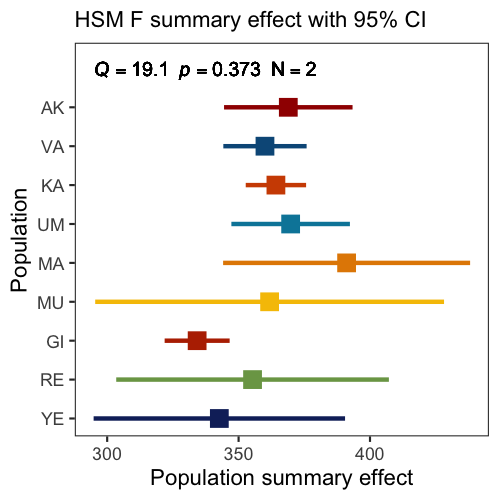 HSM F summary effect with 95% CI
Q = 19.1 p = 0.373 N = 2
AK
VA
KA
UM
MA
MU
GI
RE
YE
Population
300 350 400
Population summary effect